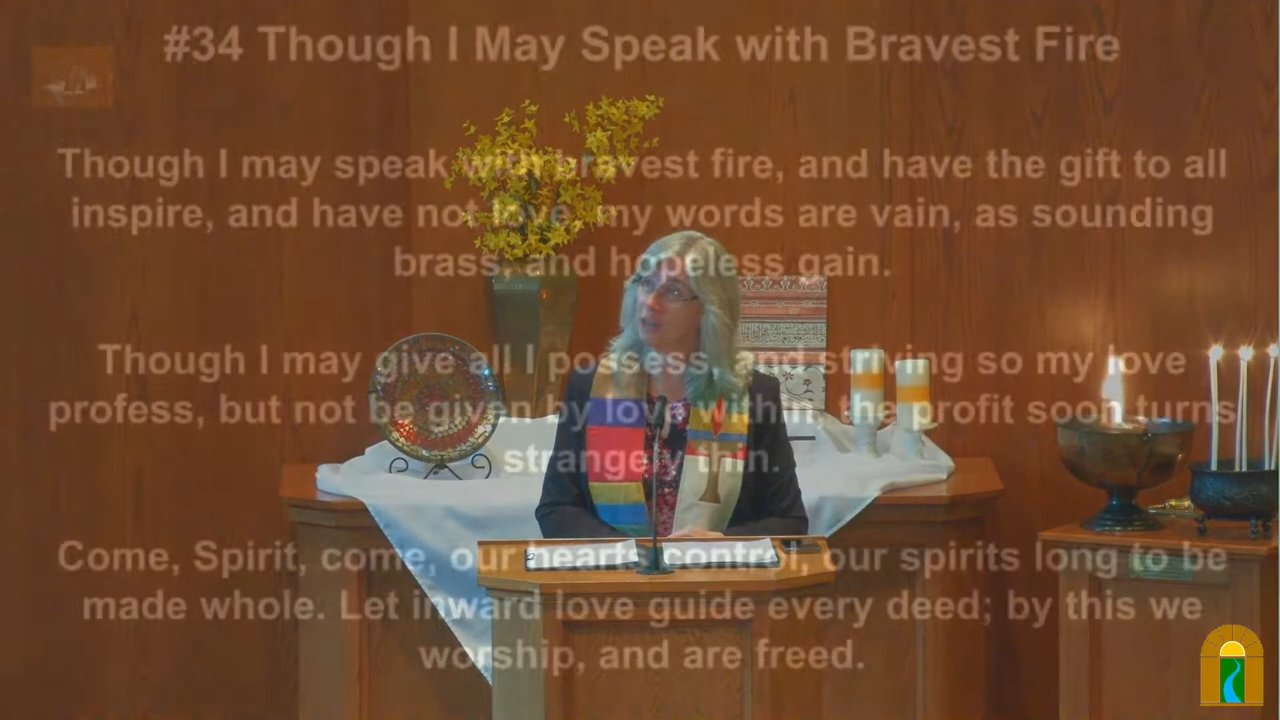 #34 Though I May Speak with Bravest Fire
Though I may speak with bravest fire, and have the gift to all
inspire, and have not love, my words are vain, as sounding
brass, and hopeless gain.
Though I may give all I possess, and striving so my love
profess, but not be given by love within, the profit soon turns
strangely thin.
Come, Spirit, come, our hearts control, our spirits long to be
made whole. Let inward love guide every deed; by this we
worship, and are freed.